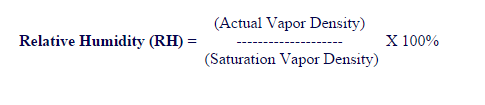 (Actual Vapor Density)
Relative Humidity (RH) = -------------------- X 100%
(Saturation Vapor Density)